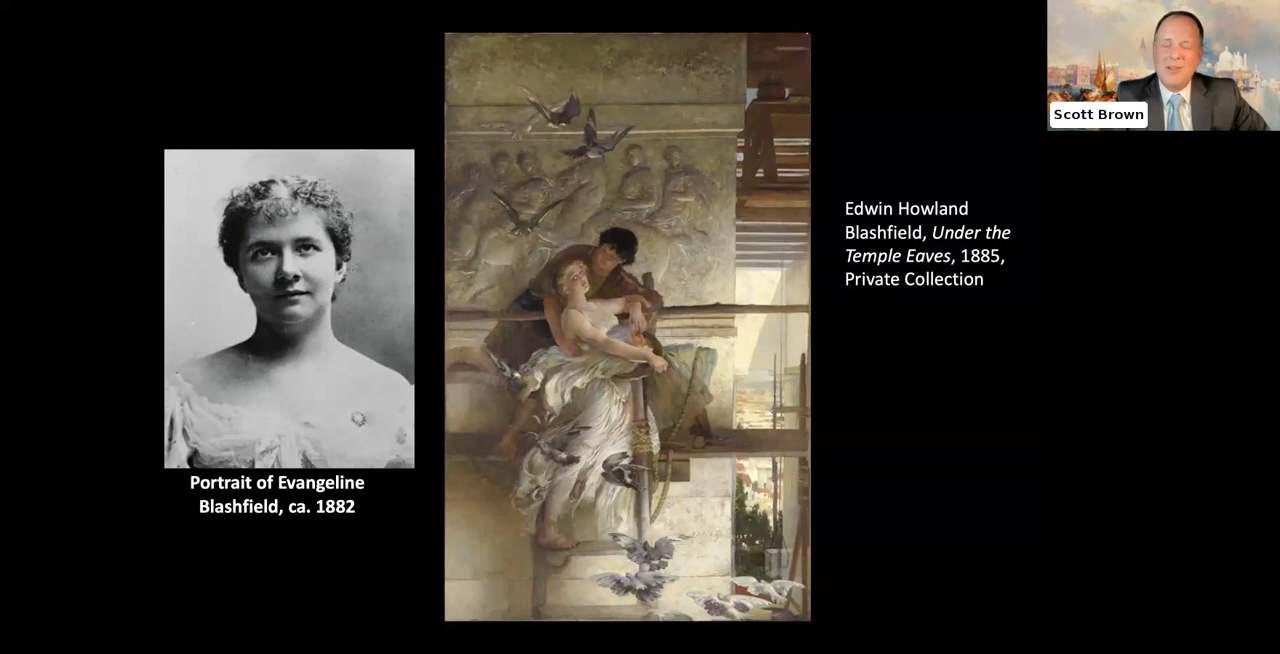 Scott Brown
Edwin Howland
Blashfield, Under the
Temple Eaves, 1885,
Private Collection
Portrait of Evangeline
Blashfield, ca. 1882